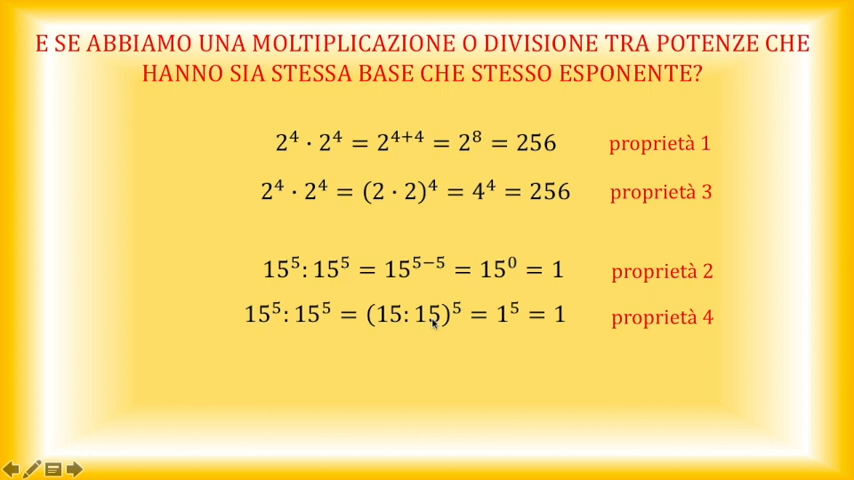 E SE ABBIAMO UNA MOLTIPLICAZIONE O DIVISIONE TRA POTENZE CHE
HANNO SIA STESSA BASE CHE STESSO ESPONENTE?
2⁴ · 2⁴ = 2⁴⁺⁴ = 2⁸ = 256 proprietà 1
2⁴ · 2⁴ = (2 · 2)⁴ = 4⁴ = 256 proprietà 3
15⁵: 15⁵ = 15⁵⁻⁵ = 15⁰ = 1 proprietà 2
15⁵: 15⁵ = (15: 15)⁵ = 1⁵ = 1 proprietà 4